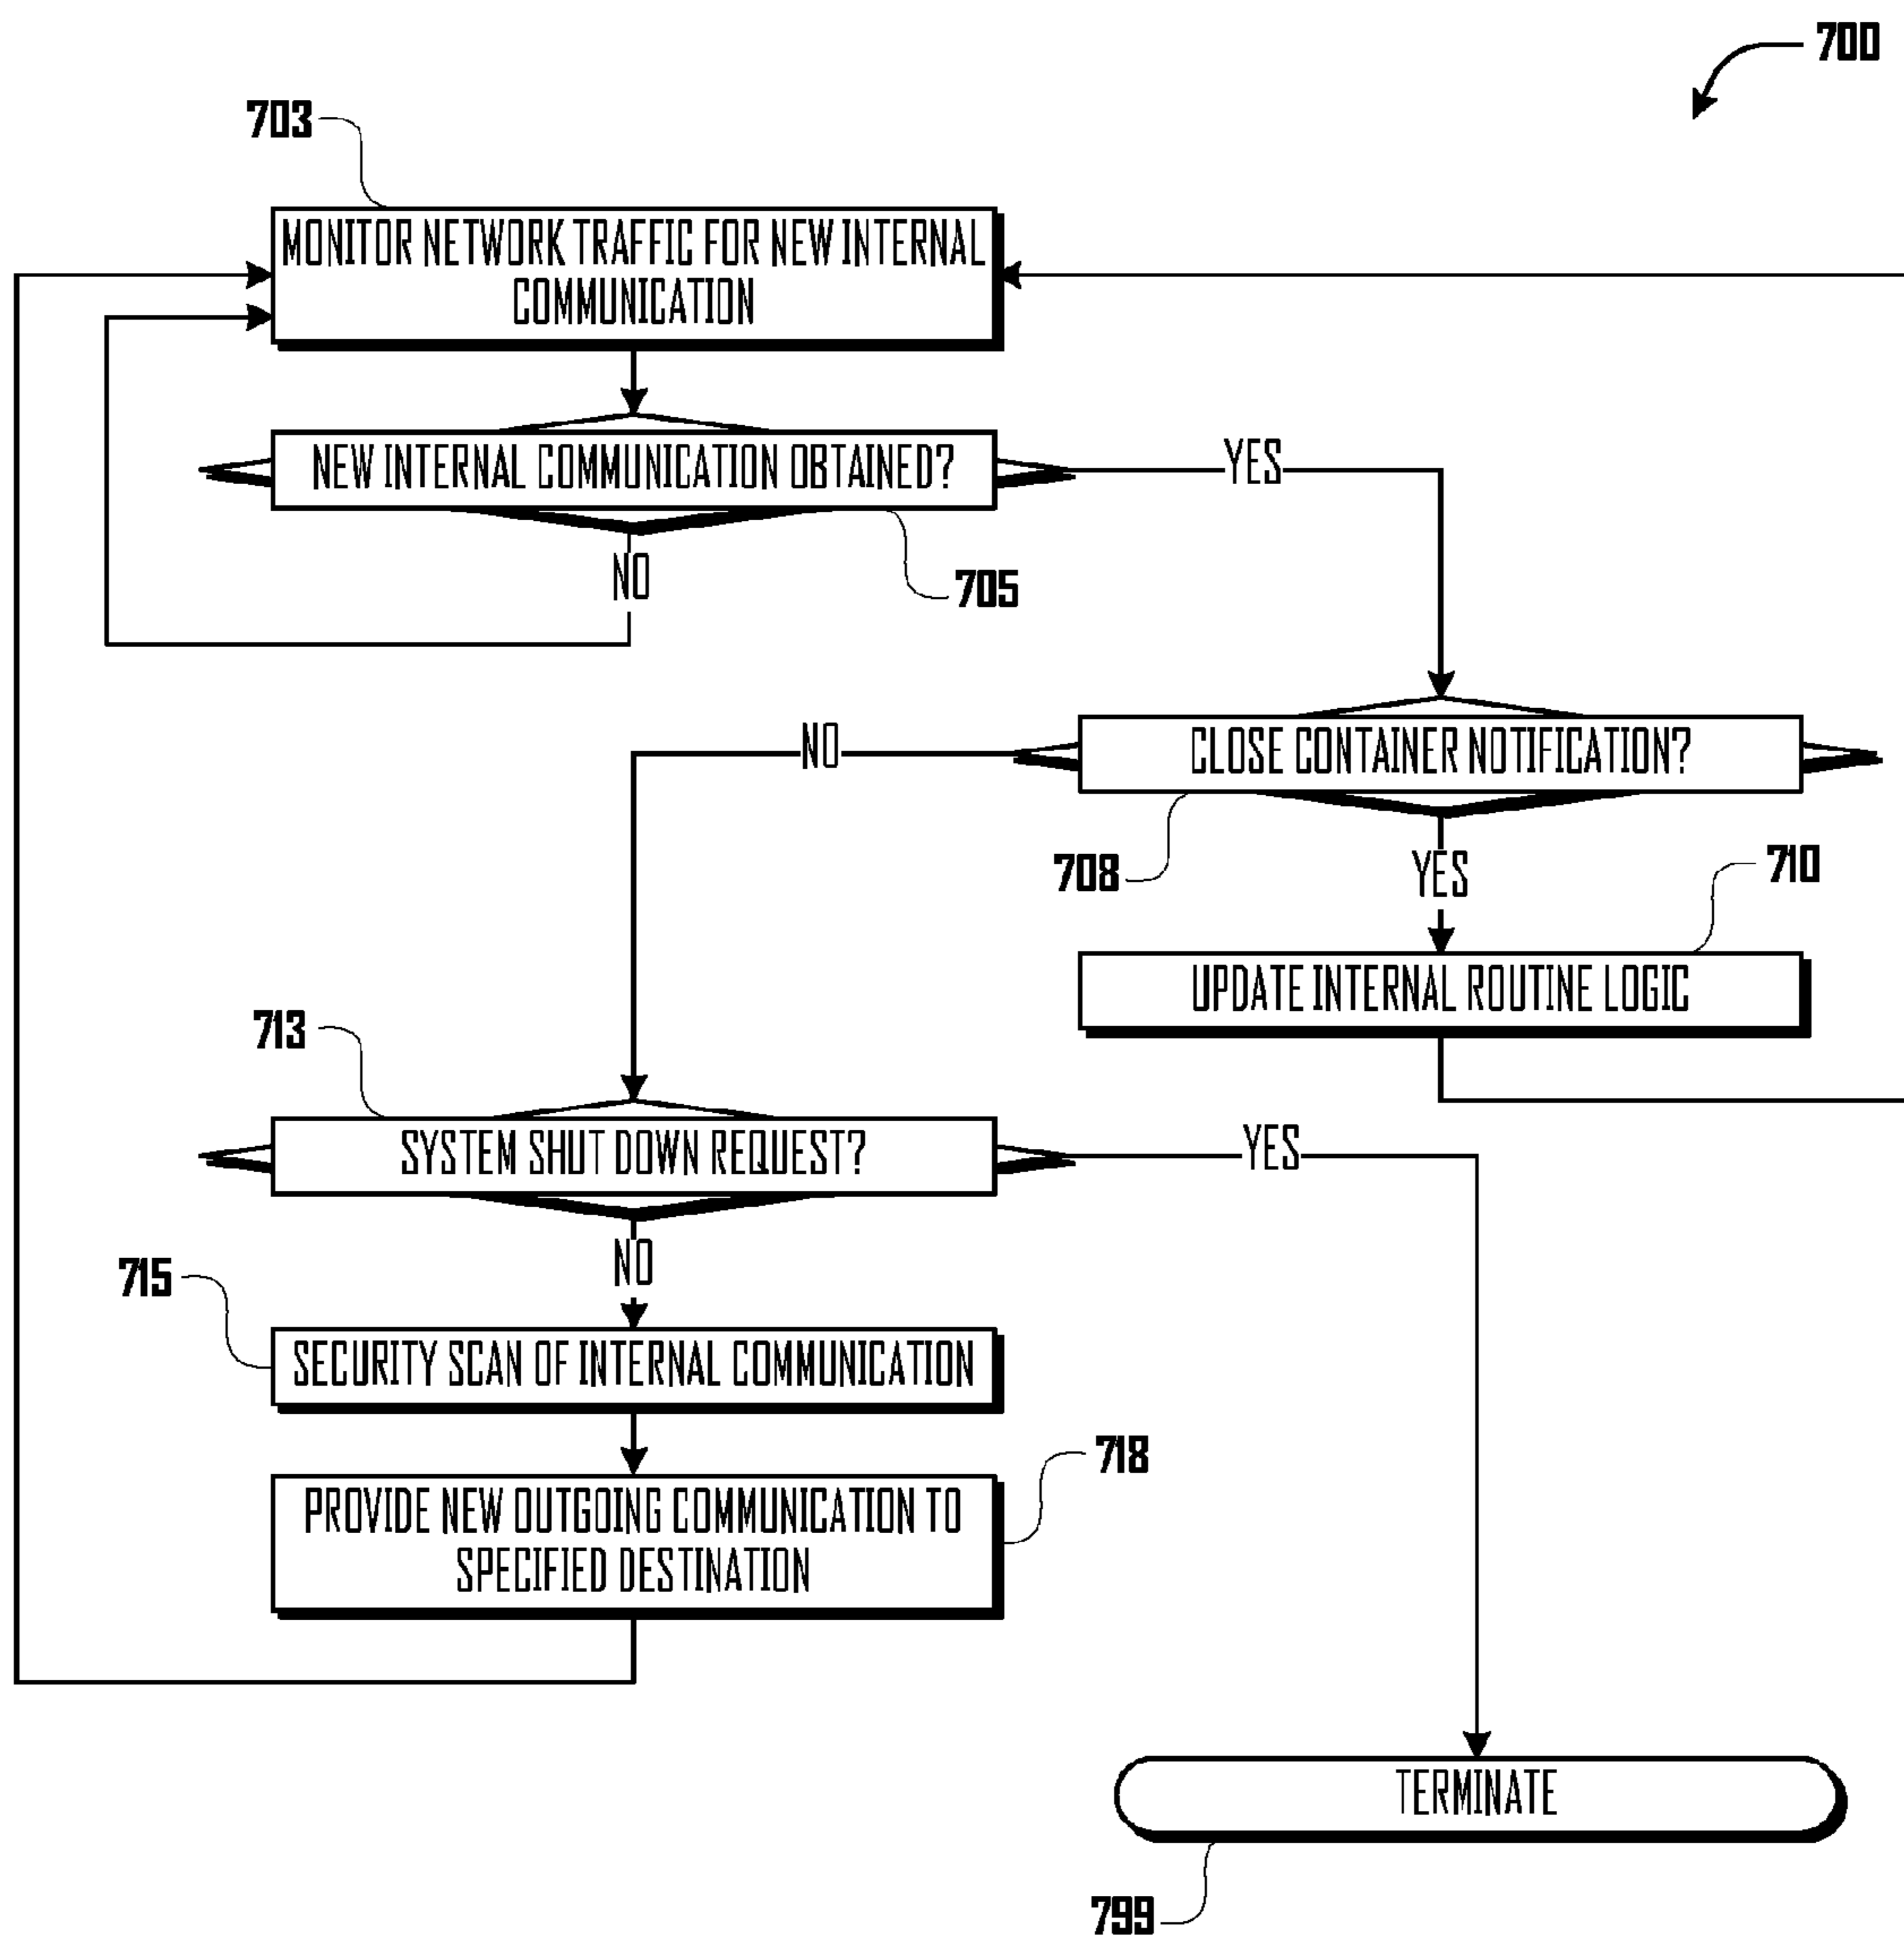 700
703
MONITOR NETWORK TRAFFIC FOR NEW INTERNAL
COMMUNICATION
NEW INTERNAL COMMUNICATION OBTAINED?
YES
NO
705
CLOSE CONTAINER NOTIFICATION?
NO
708
YES
710
UPDATE INTERNAL ROUTINE LOGIC
713
SYSTEM SHUT DOWN REQUEST?
YES
NO
715
SECURITY SCAN OF INTERNAL COMMUNICATION
718
PROVIDE NEW OUTGOING COMMUNICATION TO
SPECIFIED DESTINATION
TERMINATE
799